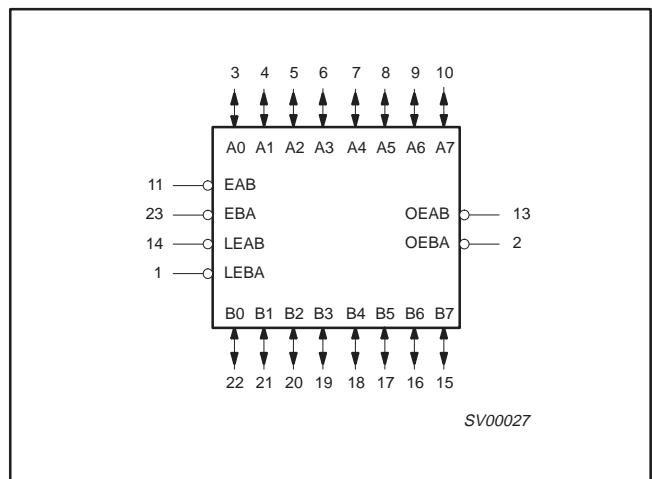 3 4 5 6 7 8 9 10
A0 A1 A2 A3 A4 A5 A6 A7
11 EAB
23 EBA OEAB 13
14 LEAB OEBA 2
1 LEBA
B0 B1 B2 B3 B4 B5 B6 B7
22 21 20 19 18 17 16 15
SV00027